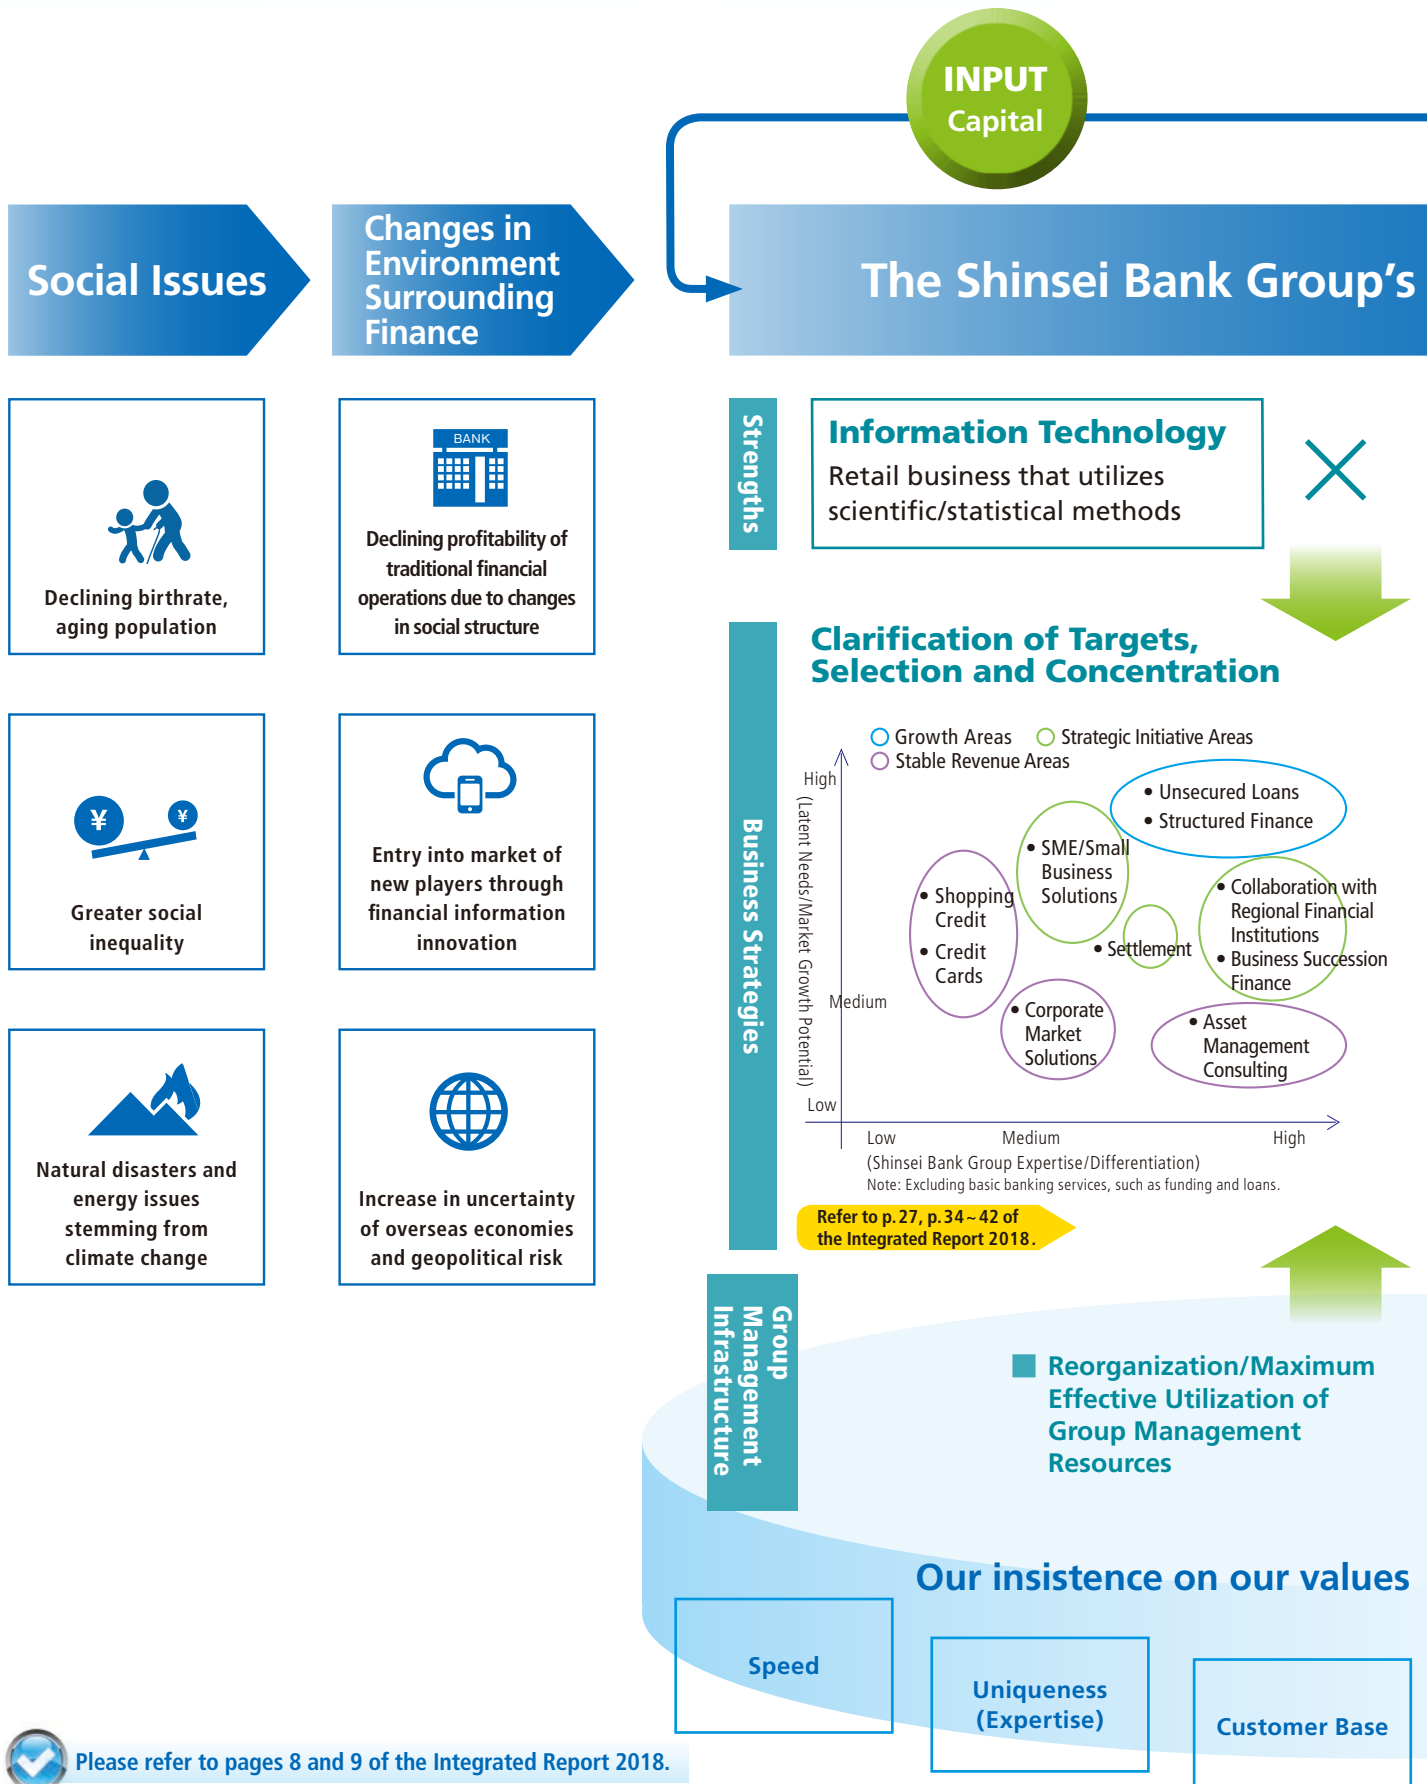 INPUT
Capital
Social Issues
Changes in
Environment
Surrounding
Finance
The Shinsei Bank Group's
Declining birthrate,
aging population
¥
¥
Greater social
inequality
Natural disasters and
energy issues
stemming from
climate change
BANK
Declining profitability of
traditional financial
operations due to changes
in social structure
Entry into market of
new players through
financial information
innovation
Increase in uncertainty
of overseas economies
and geopolitical risk
Strengths
Information Technology
Retail business that utilizes
scientific/statistical methods
Business Strategies
Clarification of Targets,
Selection and Concentration
Growth Areas
Strategic Initiative Areas
Stable Revenue Areas
High
(Latent Needs/Market Growth Potential)
Medium
Low
• Unsecured Loans
• Structured Finance
• SME/Small
Business
Solutions
• Shopping
Credit
• Credit
Cards
• Settlement
• Collaboration with
Regional Financial
Institutions
• Business Succession
Finance
• Corporate
Market
Solutions
• Asset
Management
Consulting
Low
Medium
High
(Shinsei Bank Group Expertise/Differentiation)
Note: Excluding basic banking services, such as funding and loans.
Refer to p.27, p.34~42 of
the Integrated Report 2018.
Group
Management
Infrastructure
Reorganization/Maximum
Effective Utilization of
Group Management
Resources
Our insistence on our values
Speed
Uniqueness
(Expertise)
Customer Base
Please refer to pages 8 and 9 of the Integrated Report 2018.